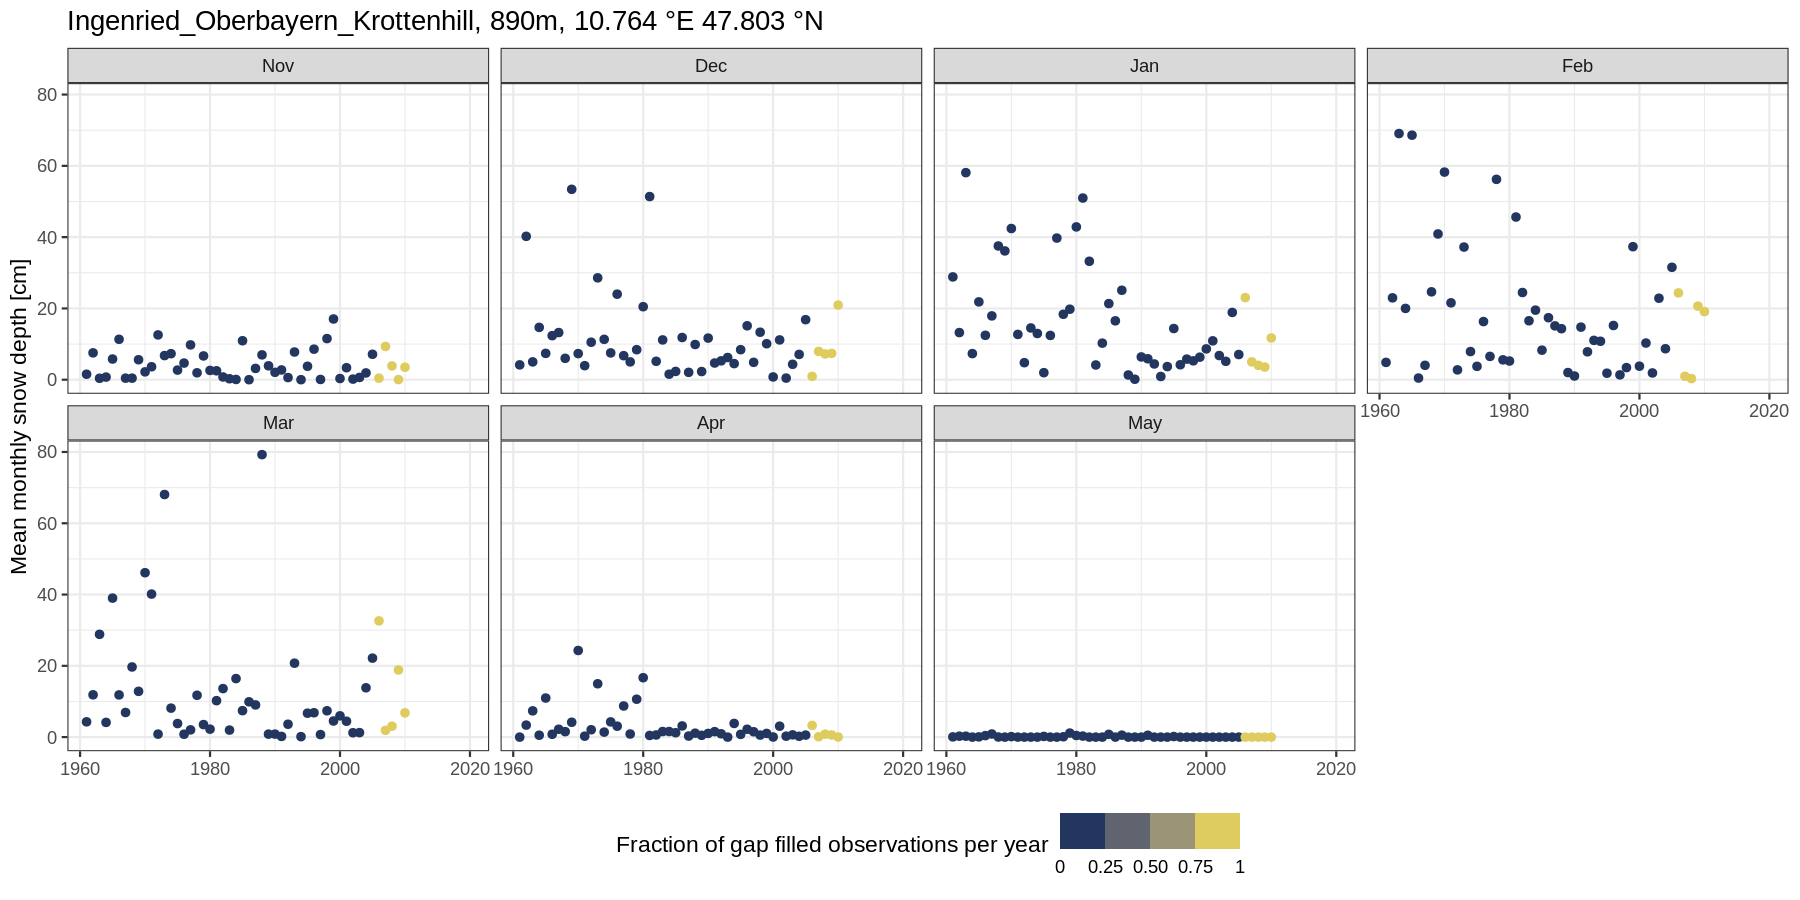 Ingenried_Oberbayern_Krottenhill, 890m, 10.764 °E 47.803 °N
Nov Dec Jan Feb
80
60
40
20
0
1960 1980 2000 2020
Mean monthly snow depth [cm]
Mar Apr May
80
60
40
20
0
1960 1980 2000 2020 1960 1980 2000 2020 1960 1980 2000 2020
Fraction of gap filled observations per year
0 0.25 0.50 0.75 1